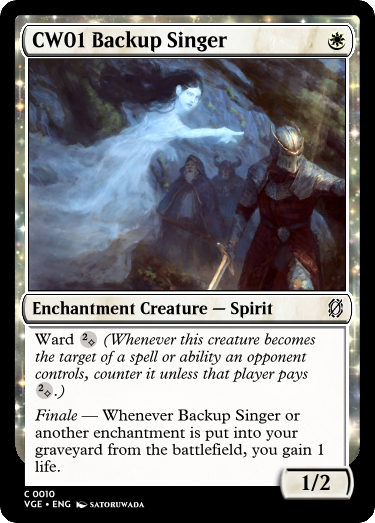 CW01 Backup Singer
Enchantment Creature — Spirit
Ward 2 (Whenever this creature becomes
the target of a spell or ability an opponent
controls, counter it unless that player pays
2.)
Finale — Whenever Backup Singer or
another enchantment is put into your
graveyard from the battlefield, you gain 1
life.
1/2
C 0010
VGE • ENG SATORUWADA